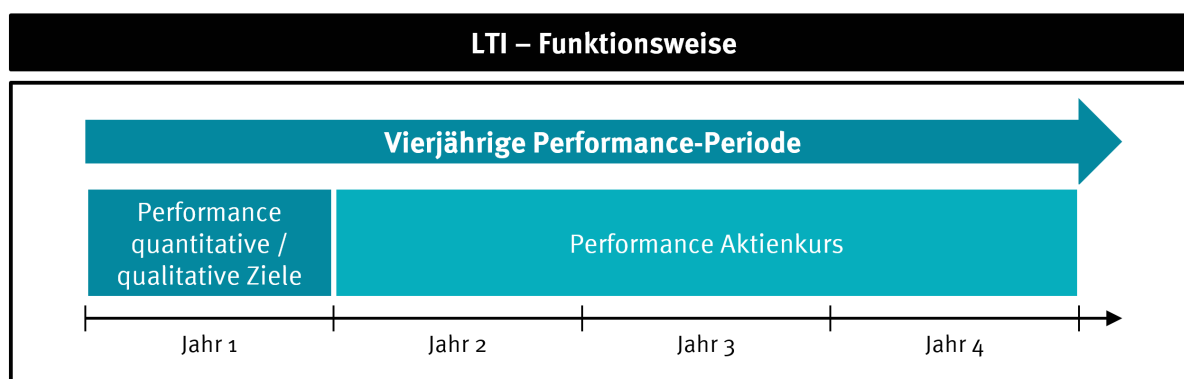 LTI – Funktionsweise
Vierjährige Performance-Periode
Performance
quantitative /
qualitative Ziele
Performance Aktienkurs
Jahr 1
Jahr 2
Jahr 3
Jahr 4